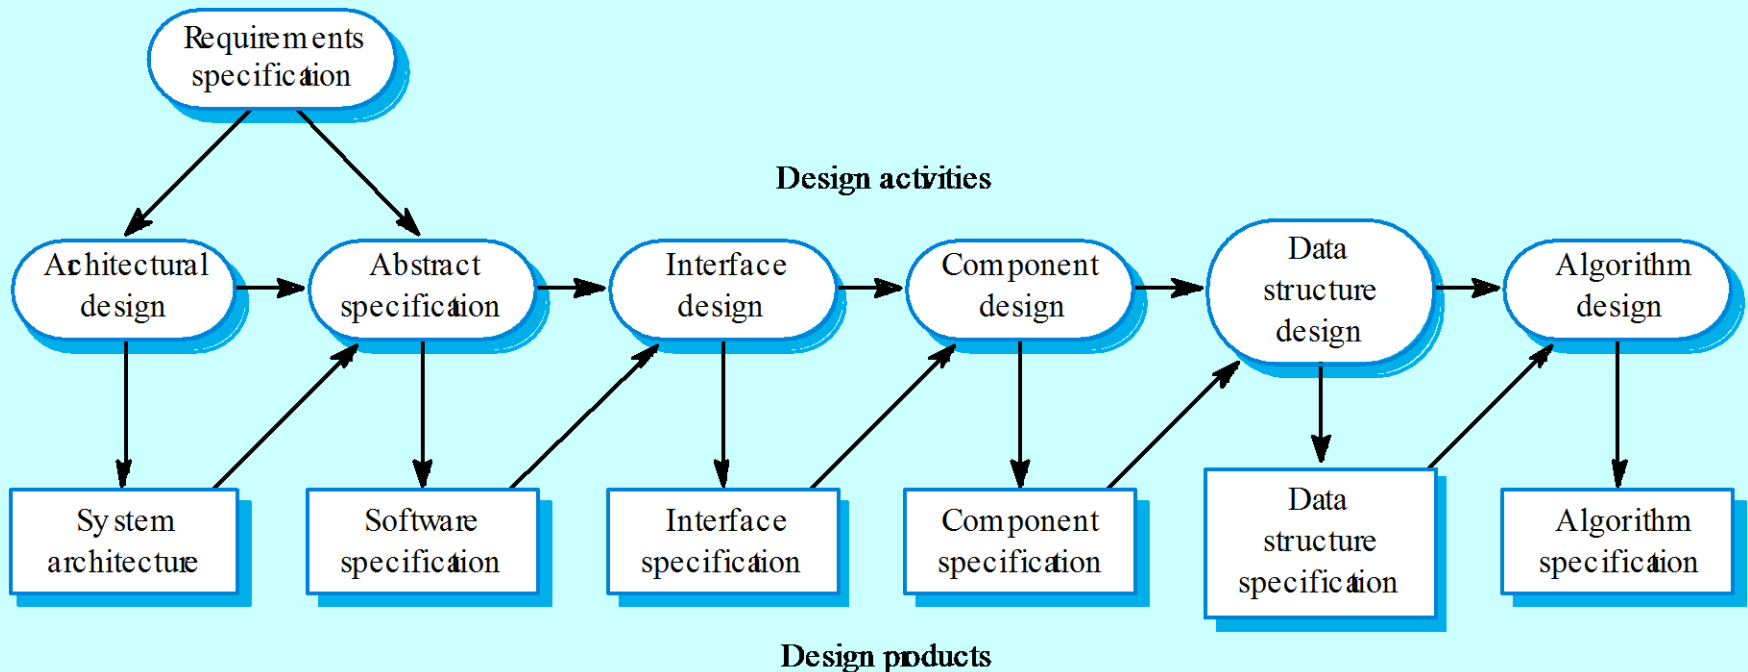 Requirements
specification
Design activities
Architectural
design
Abstract
specification
Interface
design
Component
design
Data
structure
design
Algorithm
design
System
architecture
Software
specification
Interface
specification
Component
specification
Data
structure
specification
Algorithm
specification
Design products